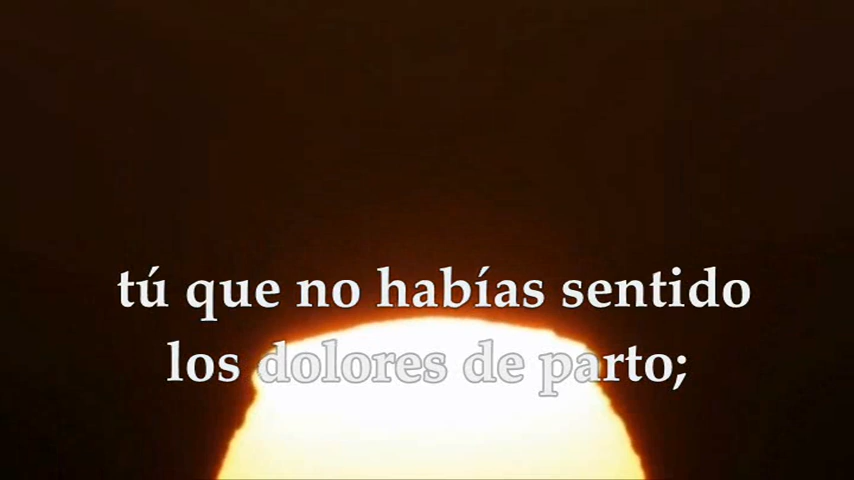 tú que no habías sentido
los dolores de parto;